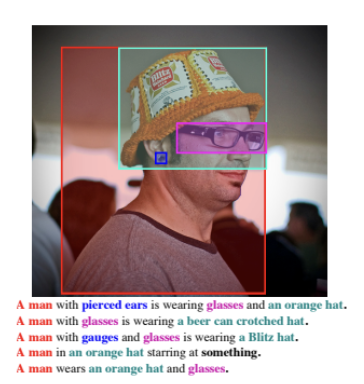 Blitz
A man with pierced ears is wearing glasses and an orange hat.
A man with glasses is wearing a beer can crotched hat.
A man with gauges and glasses is wearing a Blitz hat.
A man in an orange hat starring at something.
A man wears an orange hat and glasses.